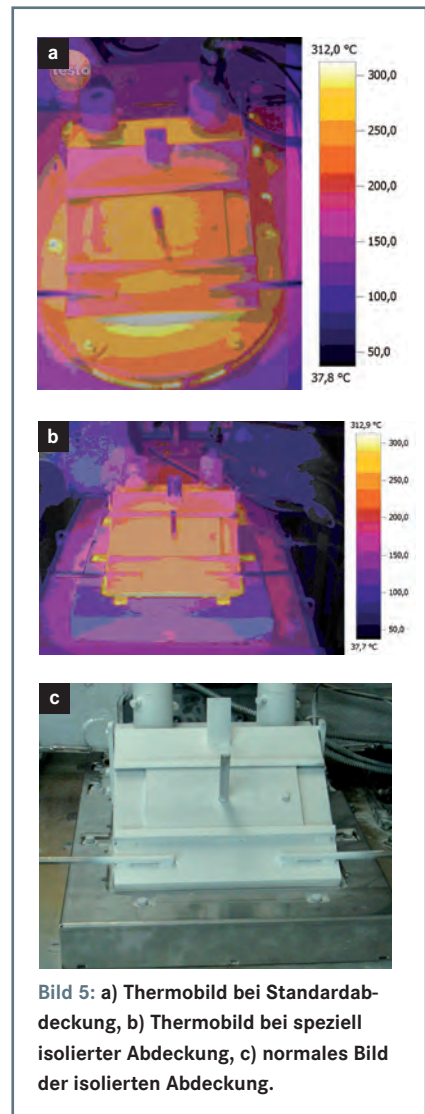 a
testo
312,0 °C
300,0
250,0
200,0
150,0
100,0
50,0
37,8 °C
b
312,9 °C
300,0
250,0
200,0
150,0
100,0
50,0
37,7 °C
c
Bild 5: a) Thermobild bei Standardab-
deckung, b) Thermobild bei speziell
isolierter Abdeckung, c) normales Bild
der isolierten Abdeckung.